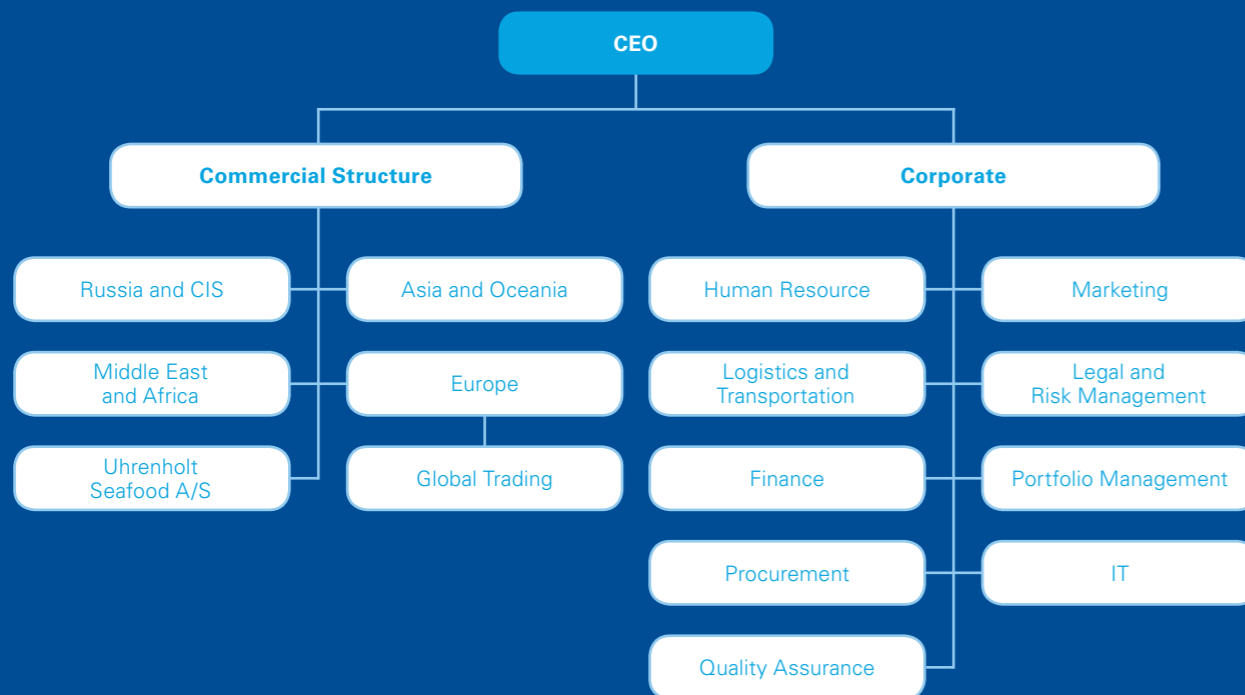 CEO
Commercial Structure
Corporate
Russia and CIS
Asia and Oceania
Human Resource
Marketing
Middle East
and Africa
Europe
Logistics and
Transportation
Legal and
Risk Management
Uhrenholt
Seafood A/S
Global Trading
Finance
Portfolio Management
Procurement
IT
Quality Assurance